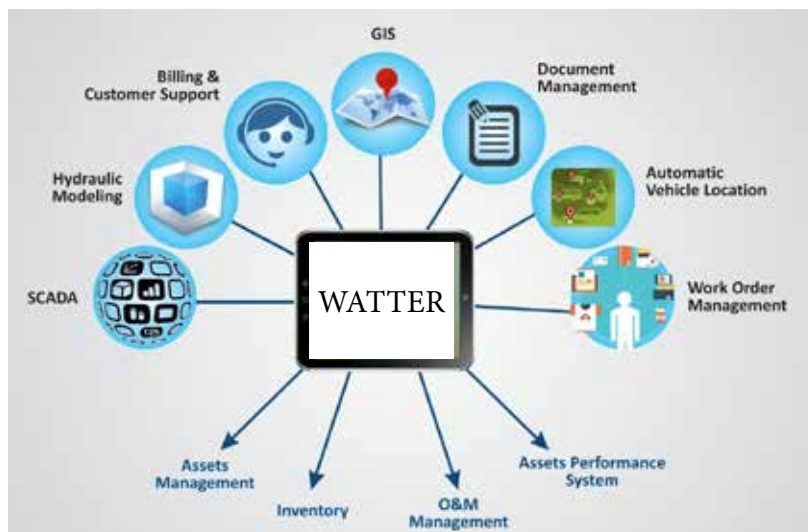 GIS
Billing &
Customer Support
Document
Management
Hydraulic
Modeling
Automatic
Vehicle Location
SCADA
WATTER
Work Order
Management
Assets
Management
Inventory
O&M
Management
Assets Performance
System